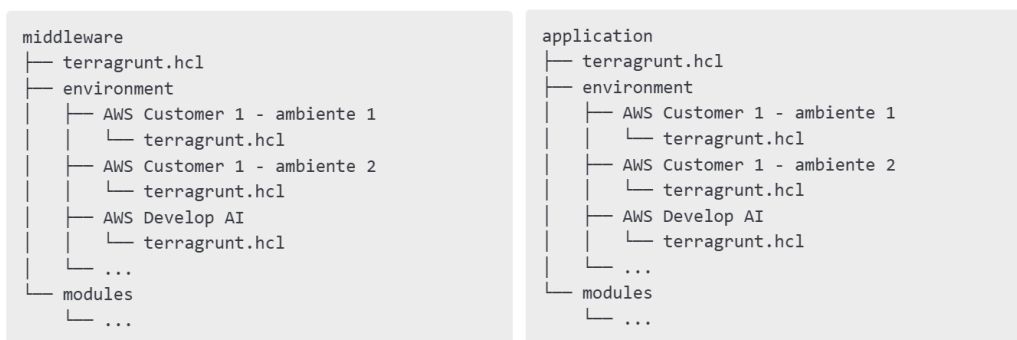 middleware
├── terragrunt.hcl
├── environment
│   ├── AWS Customer 1 - ambiente 1
│   │   └── terragrunt.hcl
│   ├── AWS Customer 1 - ambiente 2
│   │   └── terragrunt.hcl
│   ├── AWS Develop AI
│   │   └── terragrunt.hcl
│   └── ...
└── modules
    └── ...
application
├── terragrunt.hcl
├── environment
│   ├── AWS Customer 1 - ambiente 1
│   │   └── terragrunt.hcl
│   ├── AWS Customer 1 - ambiente 2
│   │   └── terragrunt.hcl
│   ├── AWS Develop AI
│   │   └── terragrunt.hcl
│   └── ...
└── modules
    └── ...